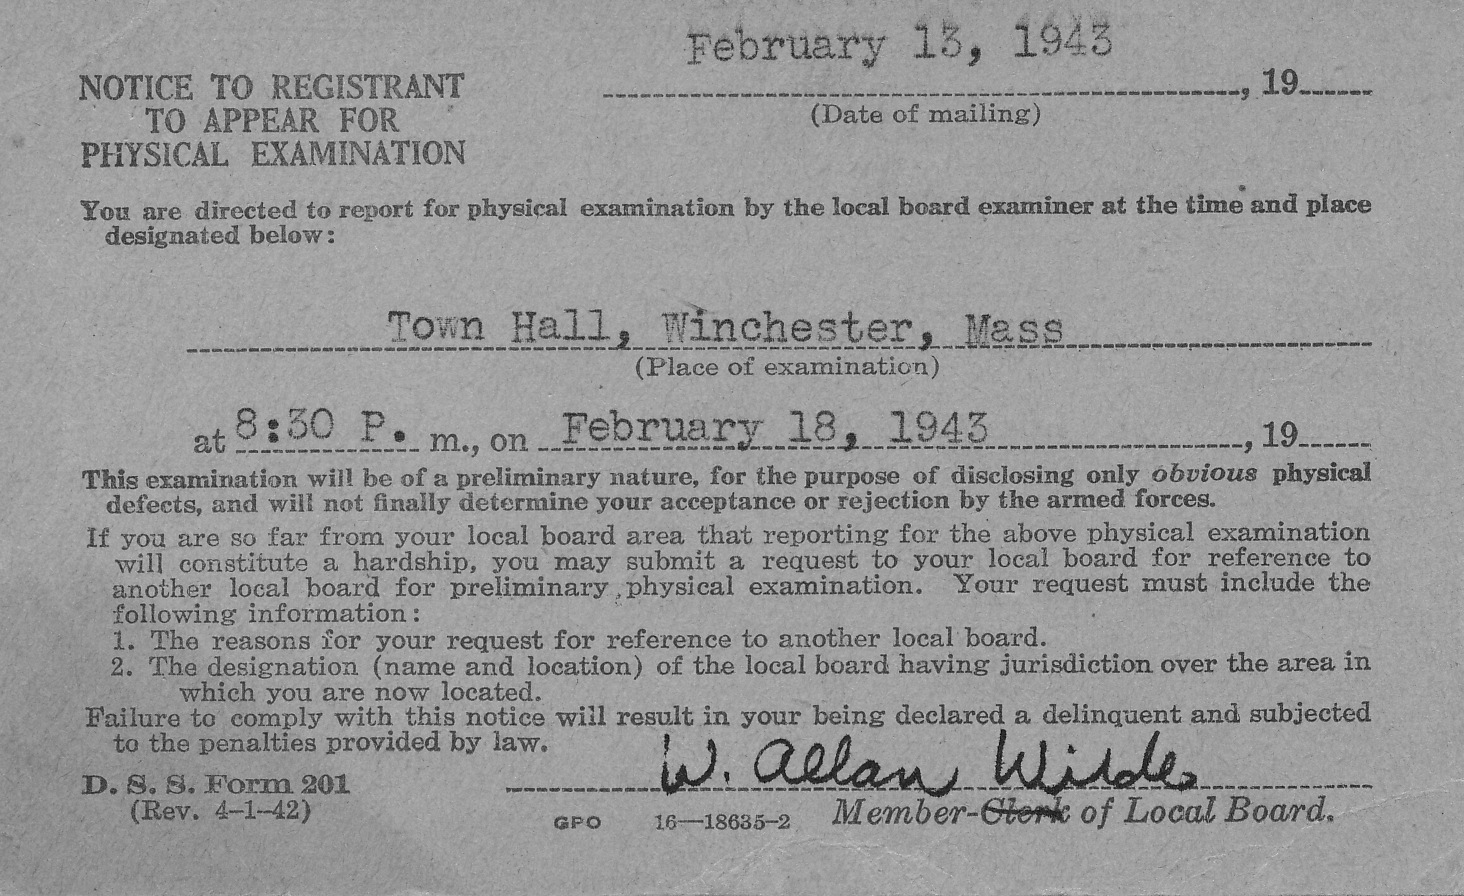 February 13, 1943
NOTICE TO REGISTRANT
TO APPEAR FOR
PHYSICAL EXAMINATION
, 19
(Date of mailing)
You are directed to report for physical examination by the local board examiner at the time and place
designated below:
Town Hall, Winchester, Mass
(Place of examination)
at 8:30 P. m., on February 18, 1943, 19
This examination will be of a preliminary nature, for the purpose of disclosing only obvious physical
defects, and will not finally determine your acceptance or rejection by the armed forces.
If you are so far from your local board area that reporting for the above physical examination
will constitute a hardship, you may submit a request to your local board for reference to
another local board for preliminary physical examination. Your request must include the
following information:
1. The reasons for your request for reference to another local board.
2. The designation (name and location) of the local board having jurisdiction over the area in
which you are now located.
Failure to comply with this notice will result in your being declared a delinquent and subjected
to the penalties provided by law.
W. Allan Wilde
D. S. S. Form 201
(Rev. 4-1-42)
GPO 16—18635-2
Member-Clerk of Local Board.